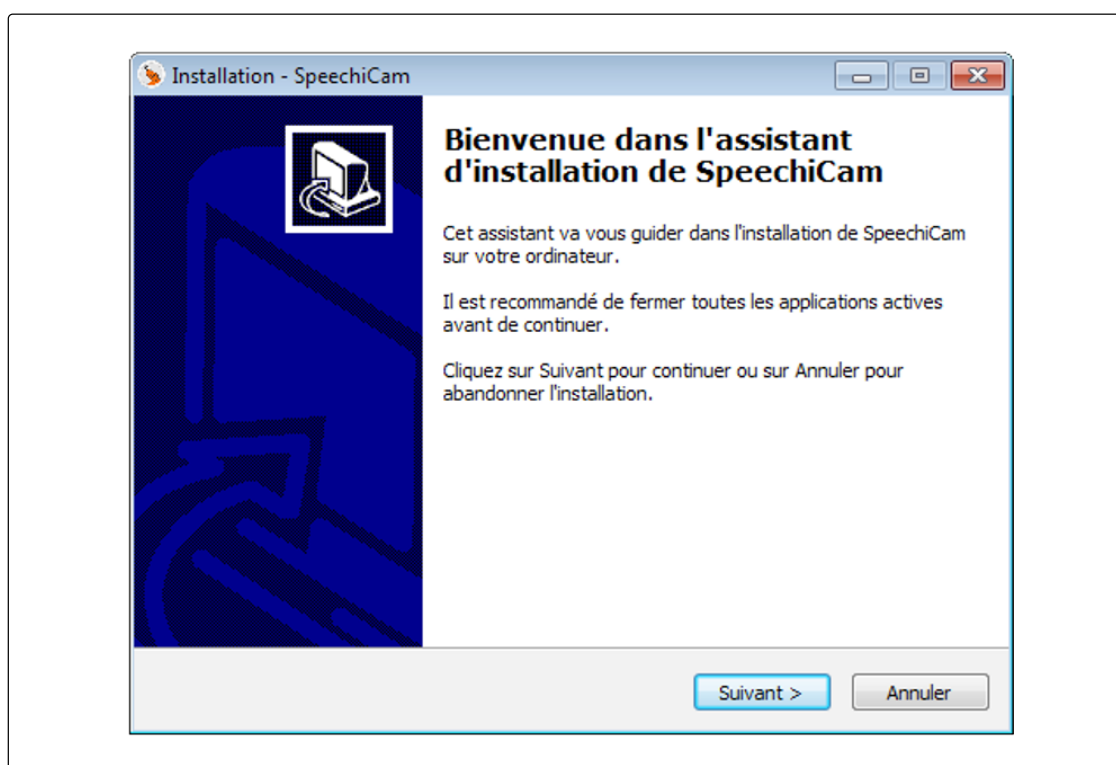 Installation - SpeechiCam
Bienvenue dans l'assistant
d'installation de SpeechiCam
Cet assistant va vous guider dans l'installation de SpeechiCam
sur votre ordinateur.
Il est recommandé de fermer toutes les applications actives
avant de continuer.
Cliquez sur Suivant pour continuer ou sur Annuler pour
abandonner l'installation.
Suivant >
Annuler